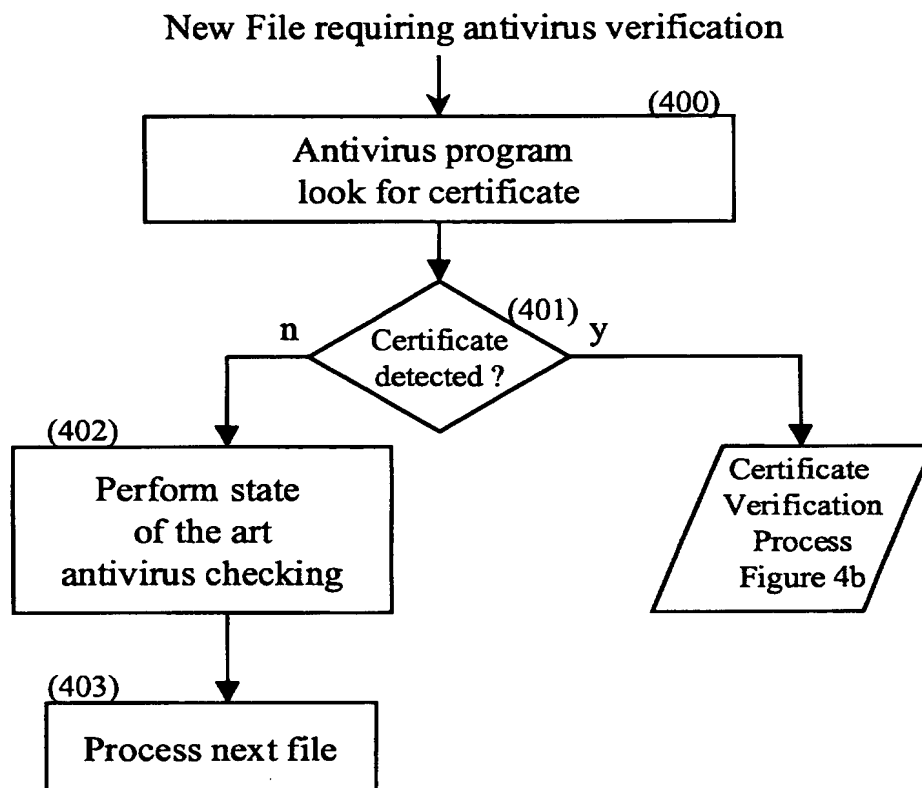 New File requiring antivirus verification
(400)
Antivirus program
look for certificate
(401)
n
y
Certificate
detected ?
(402)
Perform state
of the art
antivirus checking
Certificate
Verification
Process
Figure 4b
(403)
Process next file